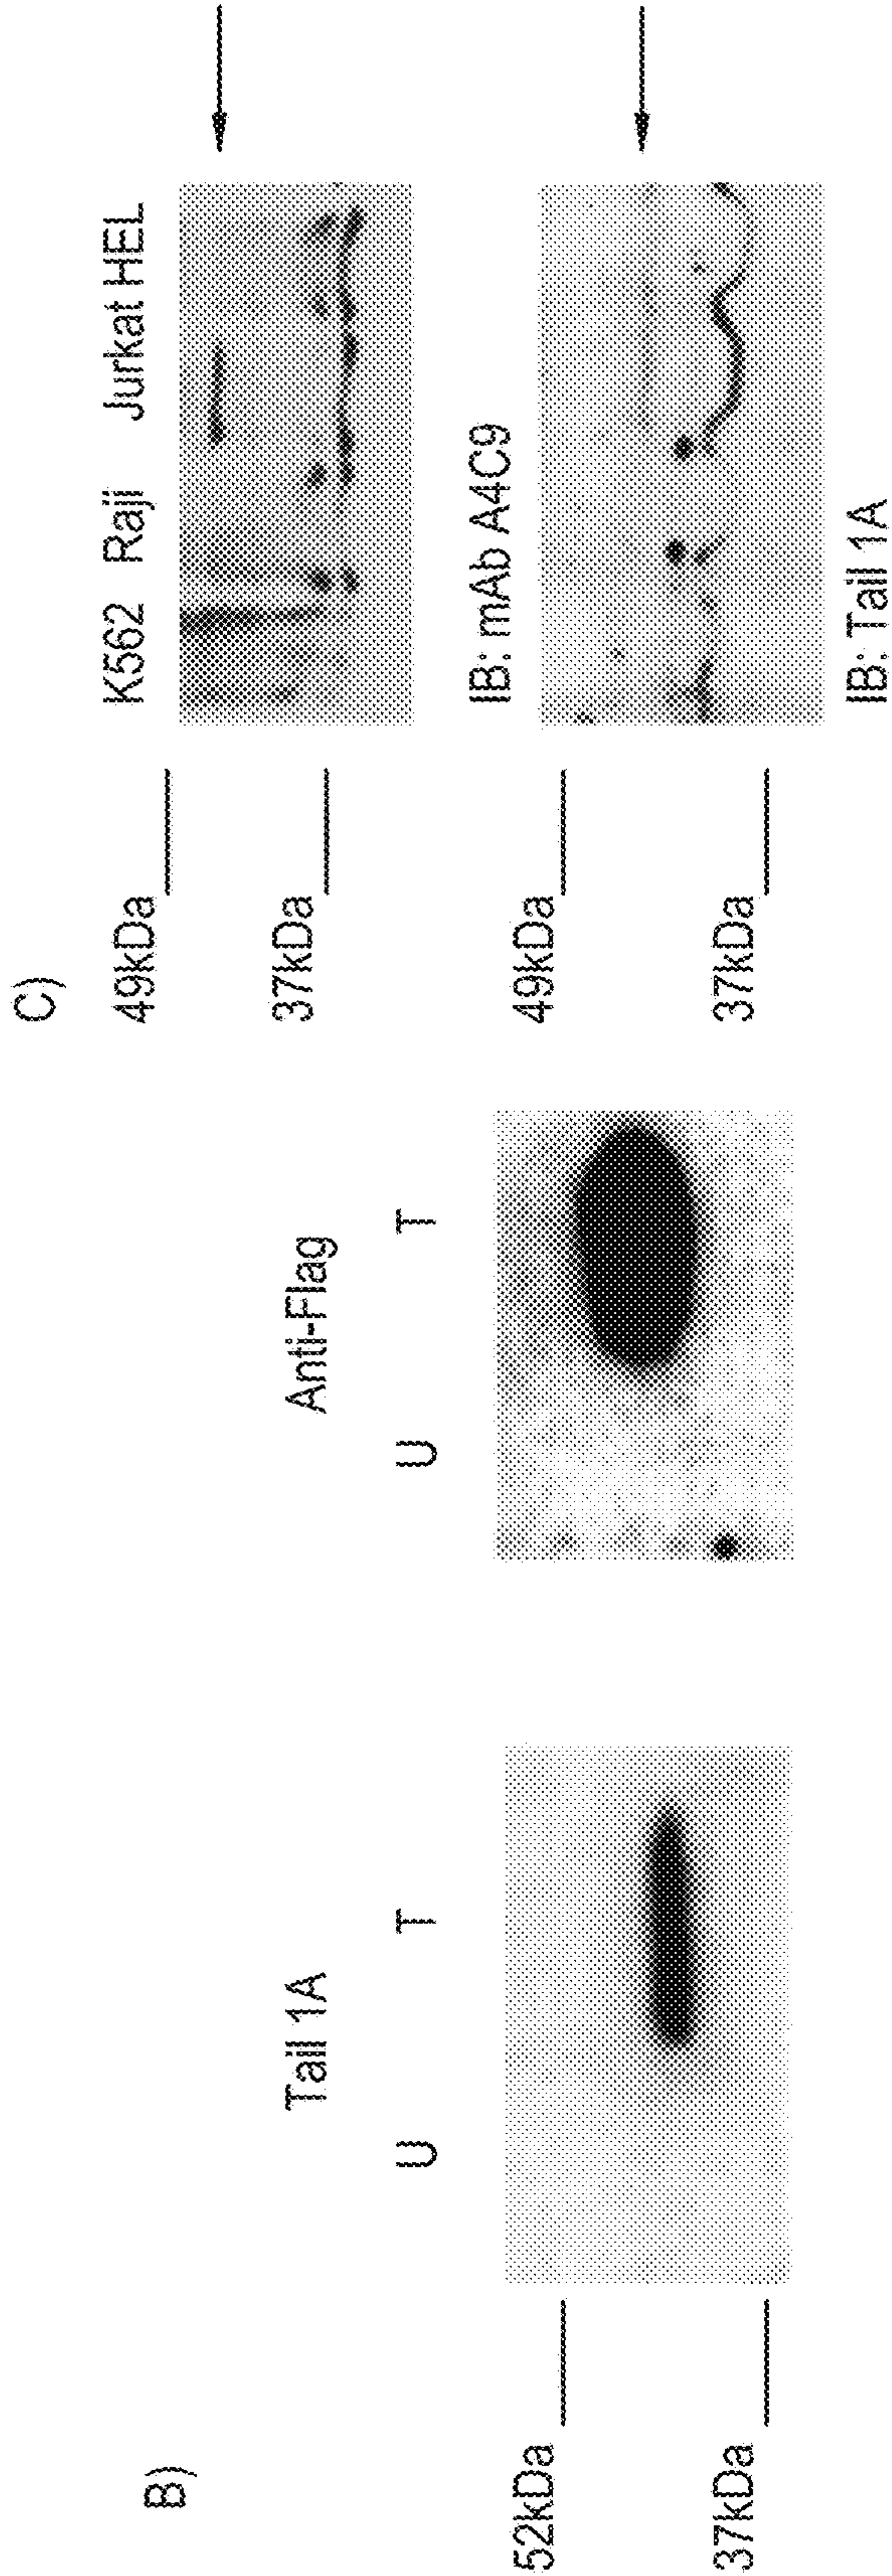 B)
Tail 1A
U T
52kDa
37kDa
Anti-Flag
U T
C)
K562 Raji Jurkat HEL
49kDa
37kDa
IB: mAb A4C9
49kDa
37kDa
IB: Tail 1A